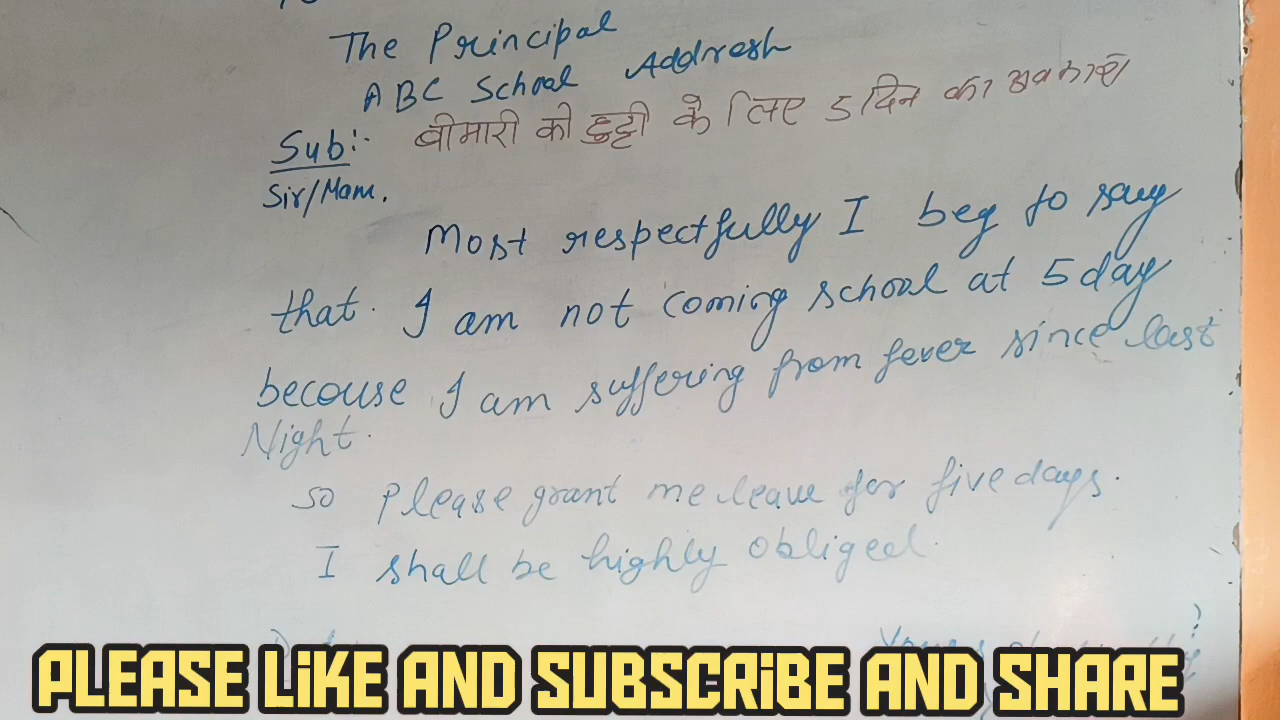 The Principal
ABC School Addresh
Sub:- बीमारी की छुट्टी के लिए 5 दिन का अवकाश
Sir/Mam,
Most respectfully I beg to say
that. I am not coming school at 5 day
becouse I am suffering from fever since last
Night.
so please grant me leave for five days.
I shall be highly obliged.
PLEASE LIKE AND SUBSCRIBE AND SHARE